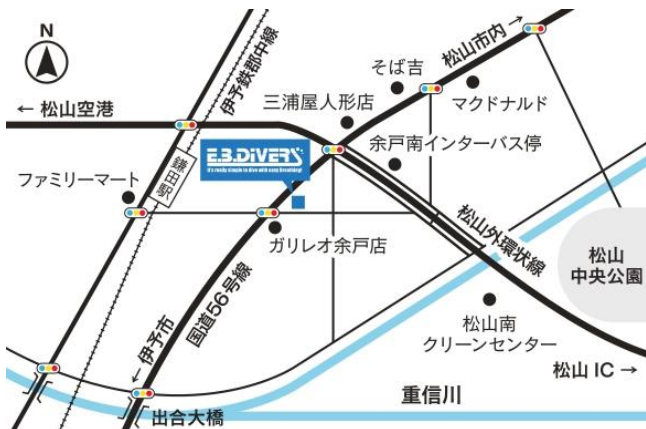 N
← 松山空港
伊予鉄郡中線
松山市内 →
そば吉
マクドナルド
三浦屋人形店
余戸南インターバス停
E.B.DIVERS
It's really simple to dive with easy breathing!
鎌田駅
ファミリーマート
ガリレオ余戸店
松山外環状線
松山
中央公園
国道56号線
← 伊予市
松山南
クリーンセンター
松山 IC →
重信川
出合大橋